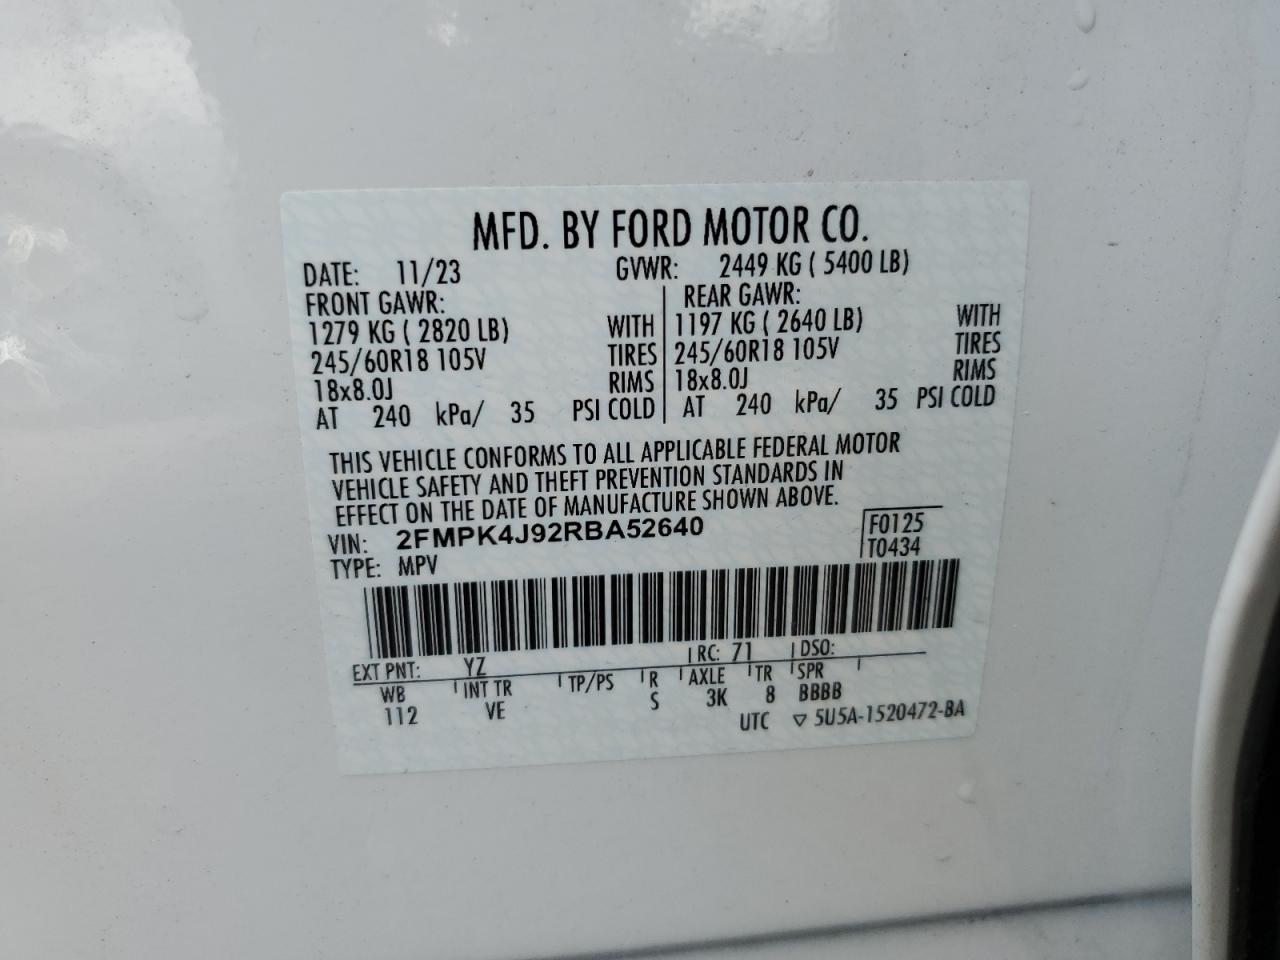 MFD. BY FORD MOTOR CO.
DATE: 11/23 GVWR: 2449 KG ( 5400 LB)
FRONT GAWR: REAR GAWR:
1279 KG ( 2820 LB) WITH 1197 KG ( 2640 LB) WITH
245/60R18 105V TIRES 245/60R18 105V TIRES
18x8.0J RIMS 18x8.0J RIMS
AT 240 kPa/ 35 PSI COLD AT 240 kPa/ 35 PSI COLD
THIS VEHICLE CONFORMS TO ALL APPLICABLE FEDERAL MOTOR
VEHICLE SAFETY AND THEFT PREVENTION STANDARDS IN
EFFECT ON THE DATE OF MANUFACTURE SHOWN ABOVE.
VIN: 2FMPK4J92RBA52640 F0125
TYPE: MPV T0434
EXT PNT: YZ RC: 71 DSO:
WB INT TR TP/PS R AXLE TR SPR
112 VE S 3K 8 BBBB
UTC ▽ 5U5A-1520472-BA